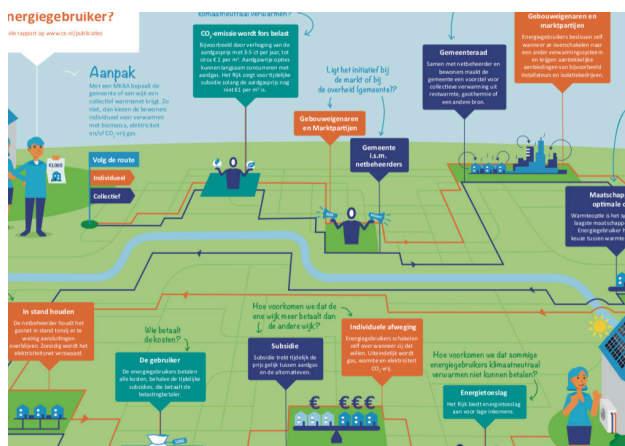 nergiegebruiker?
ele rapport op www.ce.nl/publicaties
Aanpak
Met een MKBA bepaalt de
gemeente of een wijk een
collectief warmtenet krijgt. Zo
niet, dan kiezen de bewoners
individueel voor verwarmen
met biomassa, elektriciteit
en/of CO₂-vrij gas.
€1000
Volg de route
Individueel
Collectief
klimaatneutraal verwarmen?
CO₂-emissie wordt fors belast
Bijvoorbeeld door verhoging van de
aardgasprijs met 3-5 ct per jaar, tot
circa € 1 per m³. Aardgasprijs opties
kunnen langzaam concurreren met
aardgas. Het Rijk zorgt voor tijdelijke
subsidie zolang de aardgasprijs nog
niet €1 per m³ is.
Ligt het initiatief bij
de markt of bij
de overheid (gemeente)?
Gebouweigenaren
en Marktpartijen
Gemeente
i.s.m.
netbeheerders
Gemeenteraad
Samen met netbeheerder en
bewoners maakt de
gemeente een voorstel voor
collectieve verwarming uit
restwarmte, geothermie of
een andere bron.
Gebouweigenaren en
marktpartijen
Energiegebruikers beslissen zelf
wanneer ze overschakelen naar
een ander verwarmingssysteem
en krijgen aantrekkelijke
aanbiedingen van bijvoorbeeld
installateurs en isolatiebedrijven.
Maatschap
optimale
Warmteoptie is het
laagste maatschapp
Energiegebruiker
keuze tussen warmte
In stand houden
De netbeheerder houdt het
gasnet in stand tenzij er te
weinig aansluitingen
overblijven. Zonodig wordt het
elektriciteitsnet verzwaard.
Wie betaalt
de kosten?
De gebruiker
De energiegebruikers betalen
alle kosten, behalve de tijdelijke
subsidies, die betaalt de
belastingbetaler.
Hoe voorkomen we dat de
ene wijk meer betaalt dan
de andere wijk?
Subsidie
Subsidie trekt tijdelijk de
prijs gelijk tussen aardgas
en de alternatieven.
Individuele afweging
Energiegebruikers schakelen
zelf over wanneer zij dat
willen. Uiteindelijk wordt
gas, warmte en elektriciteit
CO₂-vrij.
€ €€€
Hoe voorkomen we dat sommige
energiegebruikers klimaatneutraal
verwarmen niet kunnen betalen?
Energietoeslag
Het Rijk biedt energietoeslag
aan voor lage inkomens.